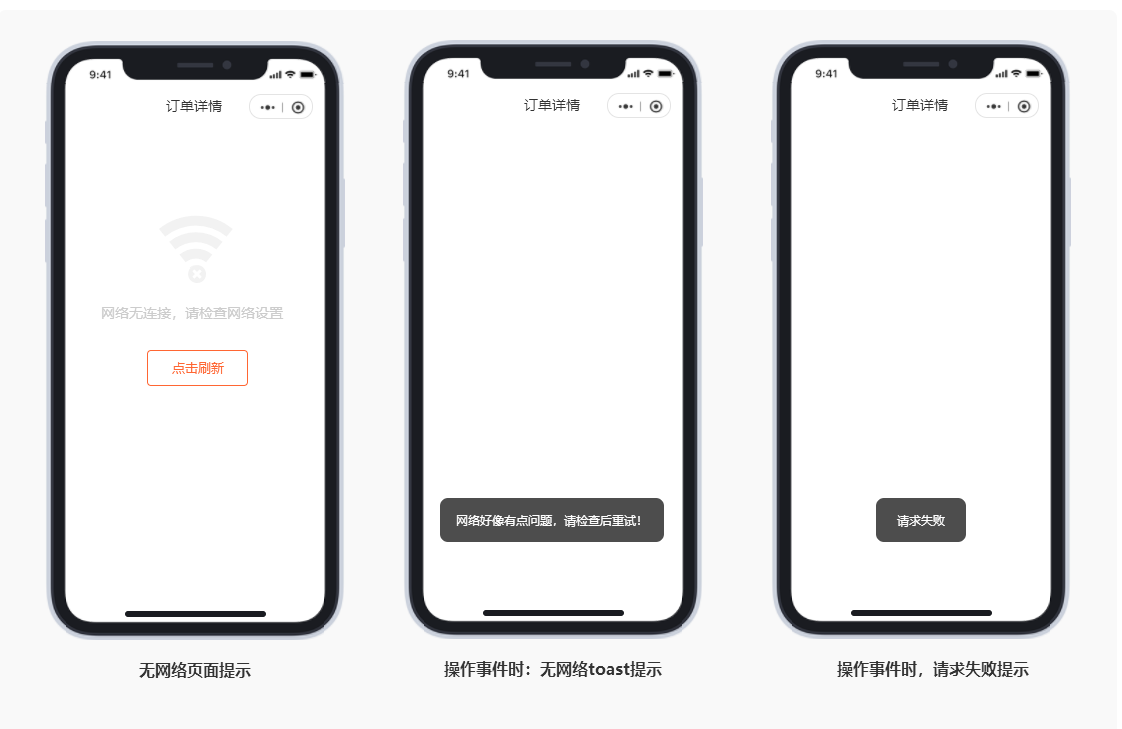 9:41
订单详情
网络无连接，请检查网络设置
点击刷新
无网络页面提示
9:41
订单详情
网络好像有点问题，请检查后重试！
操作事件时：无网络toast提示
9:41
订单详情
请求失败
操作事件时，请求失败提示